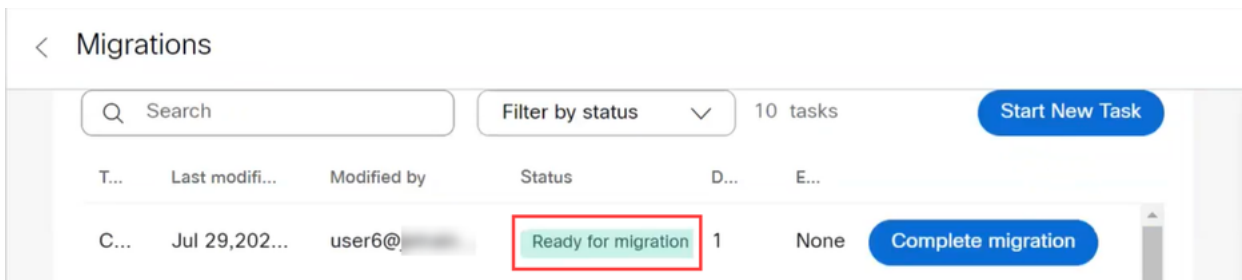 Migrations
Search Filter by status 10 tasks Start New Task
T... Last modifi... Modified by Status D... E...
C... Jul 29,202... user6@ Ready for migration 1 None Complete migration